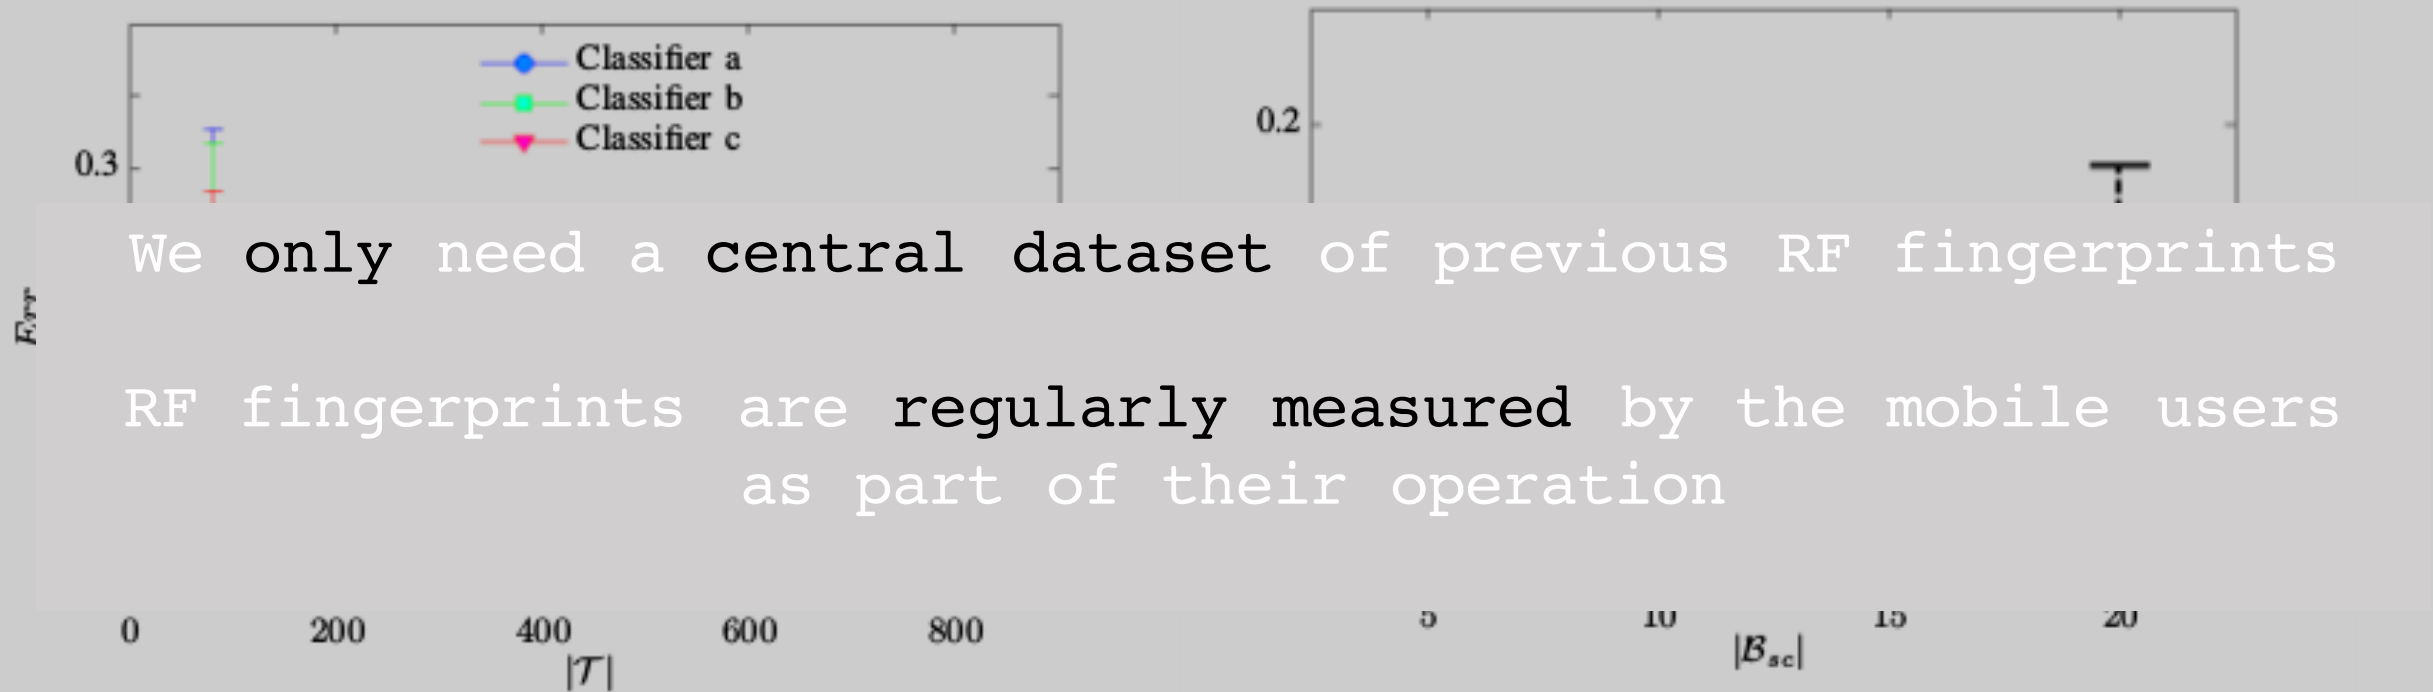 Classifier a
Classifier b
Classifier c
0.3
0.2
We only need a central dataset of previous RF fingerprints
Err
RF fingerprints are regularly measured by the mobile users
as part of their operation
0 200 400 600 800
|𝒯|
5 10 15 20
|ℬsc|